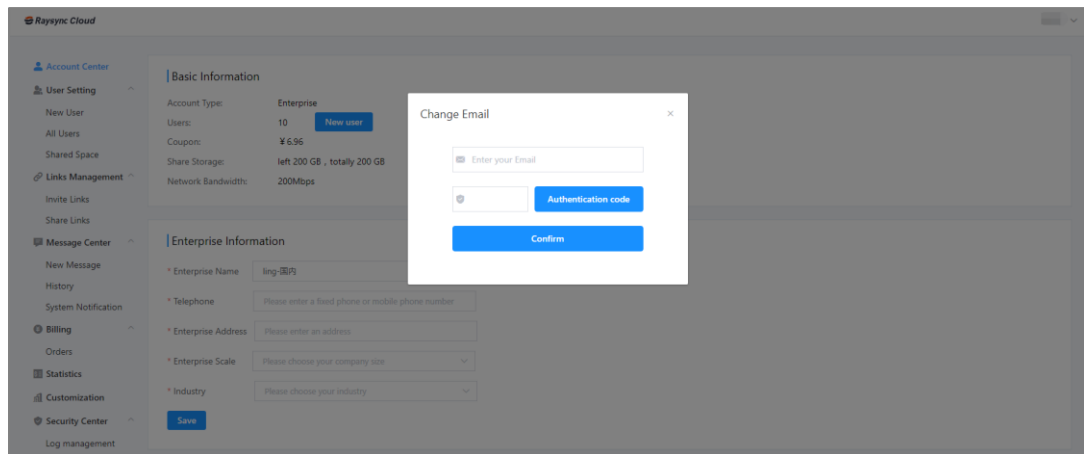 Raysync Cloud
Account Center
User Setting
New User
All Users
Shared Space
Links Management
Invite Links
Share Links
Message Center
New Message
History
System Notification
Billing
Orders
Statistics
Customization
Security Center
Log management
Basic Information
Account Type: Enterprise
Users: 10 New user
Coupon: ¥ 6.96
Share Storage: left 200 GB , totally 200 GB
Network Bandwidth: 200Mbps
Enterprise Information
* Enterprise Name ling-国内
* Telephone Please enter a fixed phone or mobile phone number
* Enterprise Address Please enter an address
* Enterprise Scale Please choose your company size
* Industry Please choose your industry
Save
Change Email ×
Enter your Email
Authentication code
Confirm